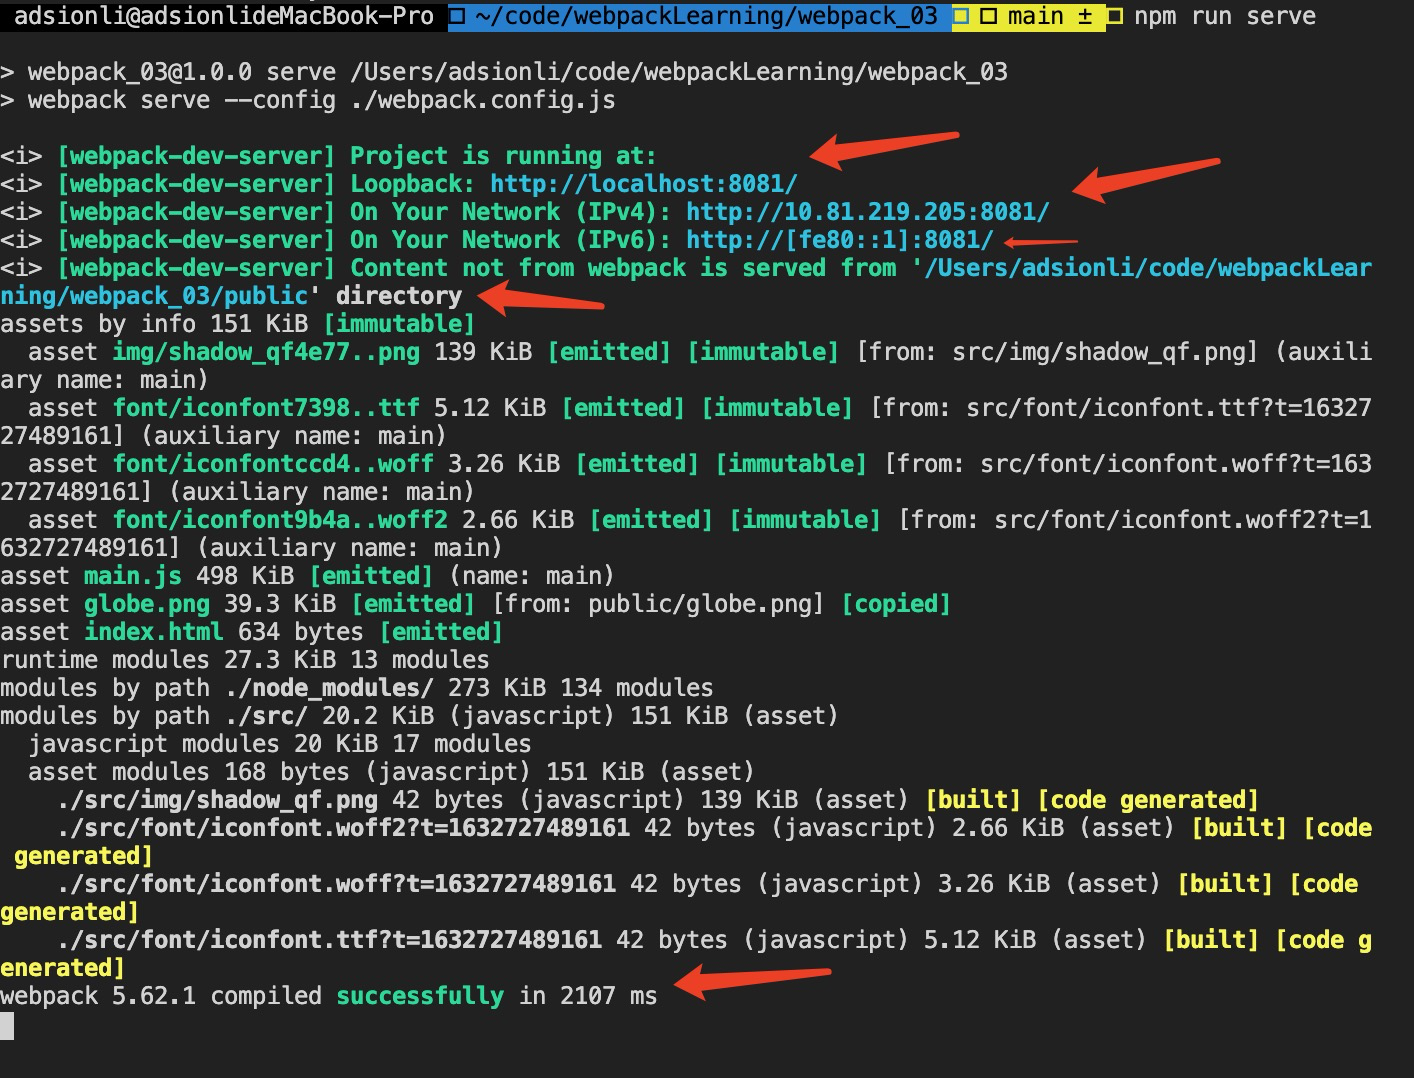 adsionli@adsionlideMacBook-Pro ~/code/webpackLearning/webpack_03 main ± npm run serve
> webpack_03@1.0.0 serve /Users/adsionli/code/webpackLearning/webpack_03
> webpack serve --config ./webpack.config.js
<i> [webpack-dev-server] Project is running at:
<i> [webpack-dev-server] Loopback: http://localhost:8081/
<i> [webpack-dev-server] On Your Network (IPv4): http://10.81.219.205:8081/
<i> [webpack-dev-server] On Your Network (IPv6): http://[fe80::1]:8081/
<i> [webpack-dev-server] Content not from webpack is served from '/Users/adsionli/code/webpackLear
ning/webpack_03/public' directory
assets by info 151 KiB [immutable]
  asset img/shadow_qf4e77..png 139 KiB [emitted] [immutable] [from: src/img/shadow_qf.png] (auxili
ary name: main)
  asset font/iconfont7398..ttf 5.12 KiB [emitted] [immutable] [from: src/font/iconfont.ttf?t=16327
27489161] (auxiliary name: main)
  asset font/iconfontccd4..woff 3.26 KiB [emitted] [immutable] [from: src/font/iconfont.woff?t=163
2727489161] (auxiliary name: main)
  asset font/iconfont9b4a..woff2 2.66 KiB [emitted] [immutable] [from: src/font/iconfont.woff2?t=1
632727489161] (auxiliary name: main)
asset main.js 498 KiB [emitted] (name: main)
asset globe.png 39.3 KiB [emitted] [from: public/globe.png] [copied]
asset index.html 634 bytes [emitted]
runtime modules 27.3 KiB 13 modules
modules by path ./node_modules/ 273 KiB 134 modules
modules by path ./src/ 20.2 KiB (javascript) 151 KiB (asset)
  javascript modules 20 KiB 17 modules
  asset modules 168 bytes (javascript) 151 KiB (asset)
    ./src/img/shadow_qf.png 42 bytes (javascript) 139 KiB (asset) [built] [code generated]
    ./src/font/iconfont.woff2?t=1632727489161 42 bytes (javascript) 2.66 KiB (asset) [built] [code
 generated]
    ./src/font/iconfont.woff?t=1632727489161 42 bytes (javascript) 3.26 KiB (asset) [built] [code
generated]
    ./src/font/iconfont.ttf?t=1632727489161 42 bytes (javascript) 5.12 KiB (asset) [built] [code g
enerated]
webpack 5.62.1 compiled successfully in 2107 ms